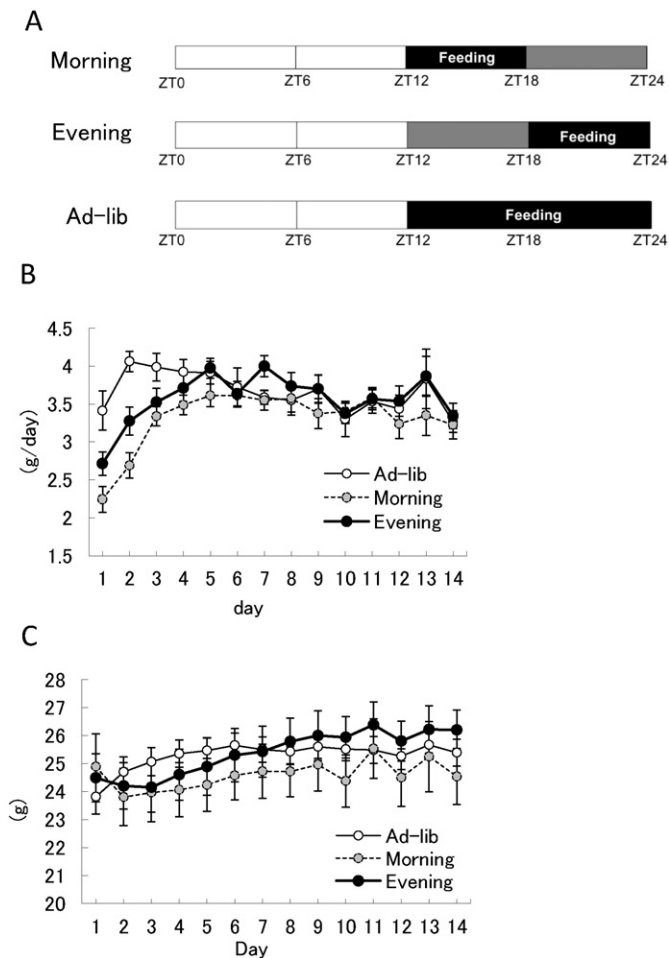 A
Morning
Feeding
ZT0 ZT6 ZT12 ZT18 ZT24
Evening
Feeding
ZT0 ZT6 ZT12 ZT18 ZT24
Ad-lib
Feeding
ZT0 ZT6 ZT12 ZT18 ZT24
B
4.5
4
3.5
3
2.5
2
1.5
(g/day)
Ad-lib
Morning
Evening
1 2 3 4 5 6 7 8 9 10 11 12 13 14
day
C
28
27
26
25
24
23
22
21
20
(g)
Ad-lib
Morning
Evening
1 2 3 4 5 6 7 8 9 10 11 12 13 14
Day